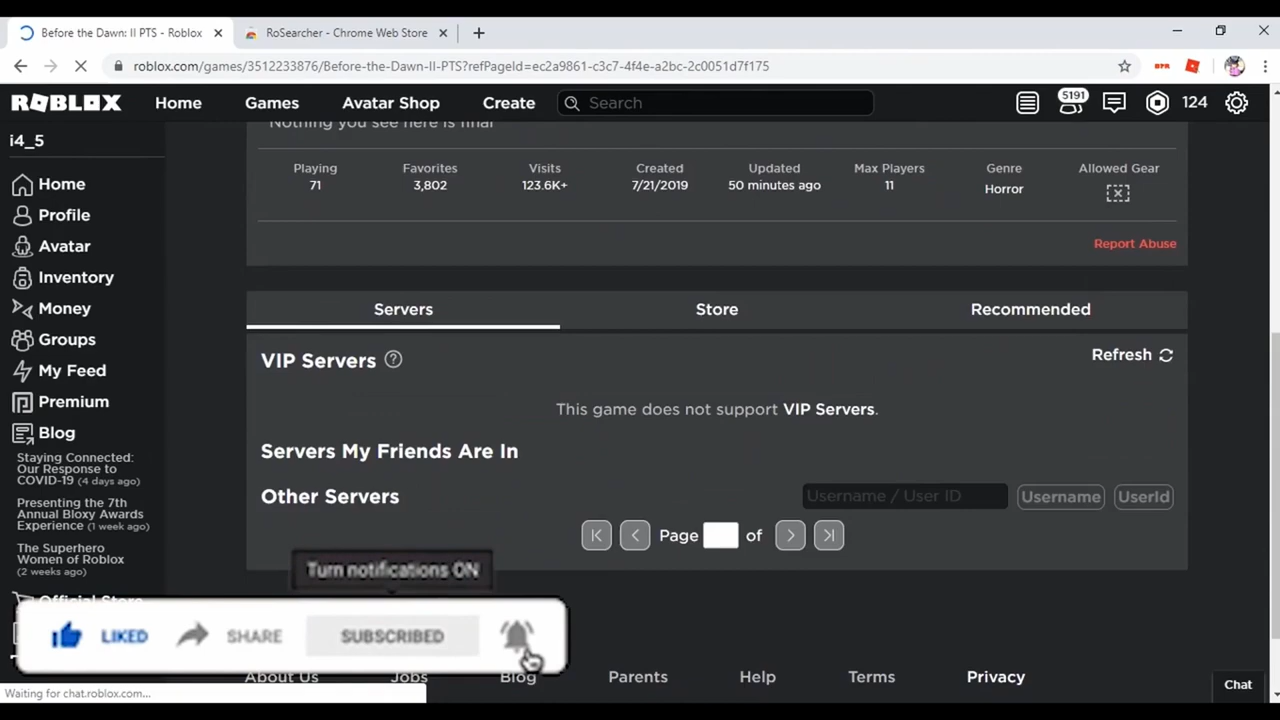 Before the Dawn: II PTS - Roblox
RoSearcher - Chrome Web Store
roblox.com/games/3512233876/Before-the-Dawn-II-PTS?refPageId=ec2a9861-c3c7-4f4e-a2bc-2c0051d7f175
ROBLOX
Home
Games
Avatar Shop
Create
Search
5191
124
i4_5
Home
Profile
Avatar
Inventory
Money
Groups
My Feed
Premium
Blog
Staying Connected:
Our Response to
COVID-19 (4 days ago)
Presenting the 7th
Annual Bloxy Awards
Experience (1 week ago)
The Superhero
Women of Roblox
(2 weeks ago)
Official Store
Nothing you see here is final
Playing
71
Favorites
3,802
Visits
123.6K+
Created
7/21/2019
Updated
50 minutes ago
Max Players
11
Genre
Horror
Allowed Gear
Report Abuse
Servers
Store
Recommended
VIP Servers
Refresh
This game does not support VIP Servers.
Servers My Friends Are In
Other Servers
Username / User ID
Username
UserId
Page
of
Turn notifications ON
LIKED
SHARE
SUBSCRIBED
About Us
Jobs
Blog
Parents
Help
Terms
Privacy
Chat
Waiting for chat.roblox.com...